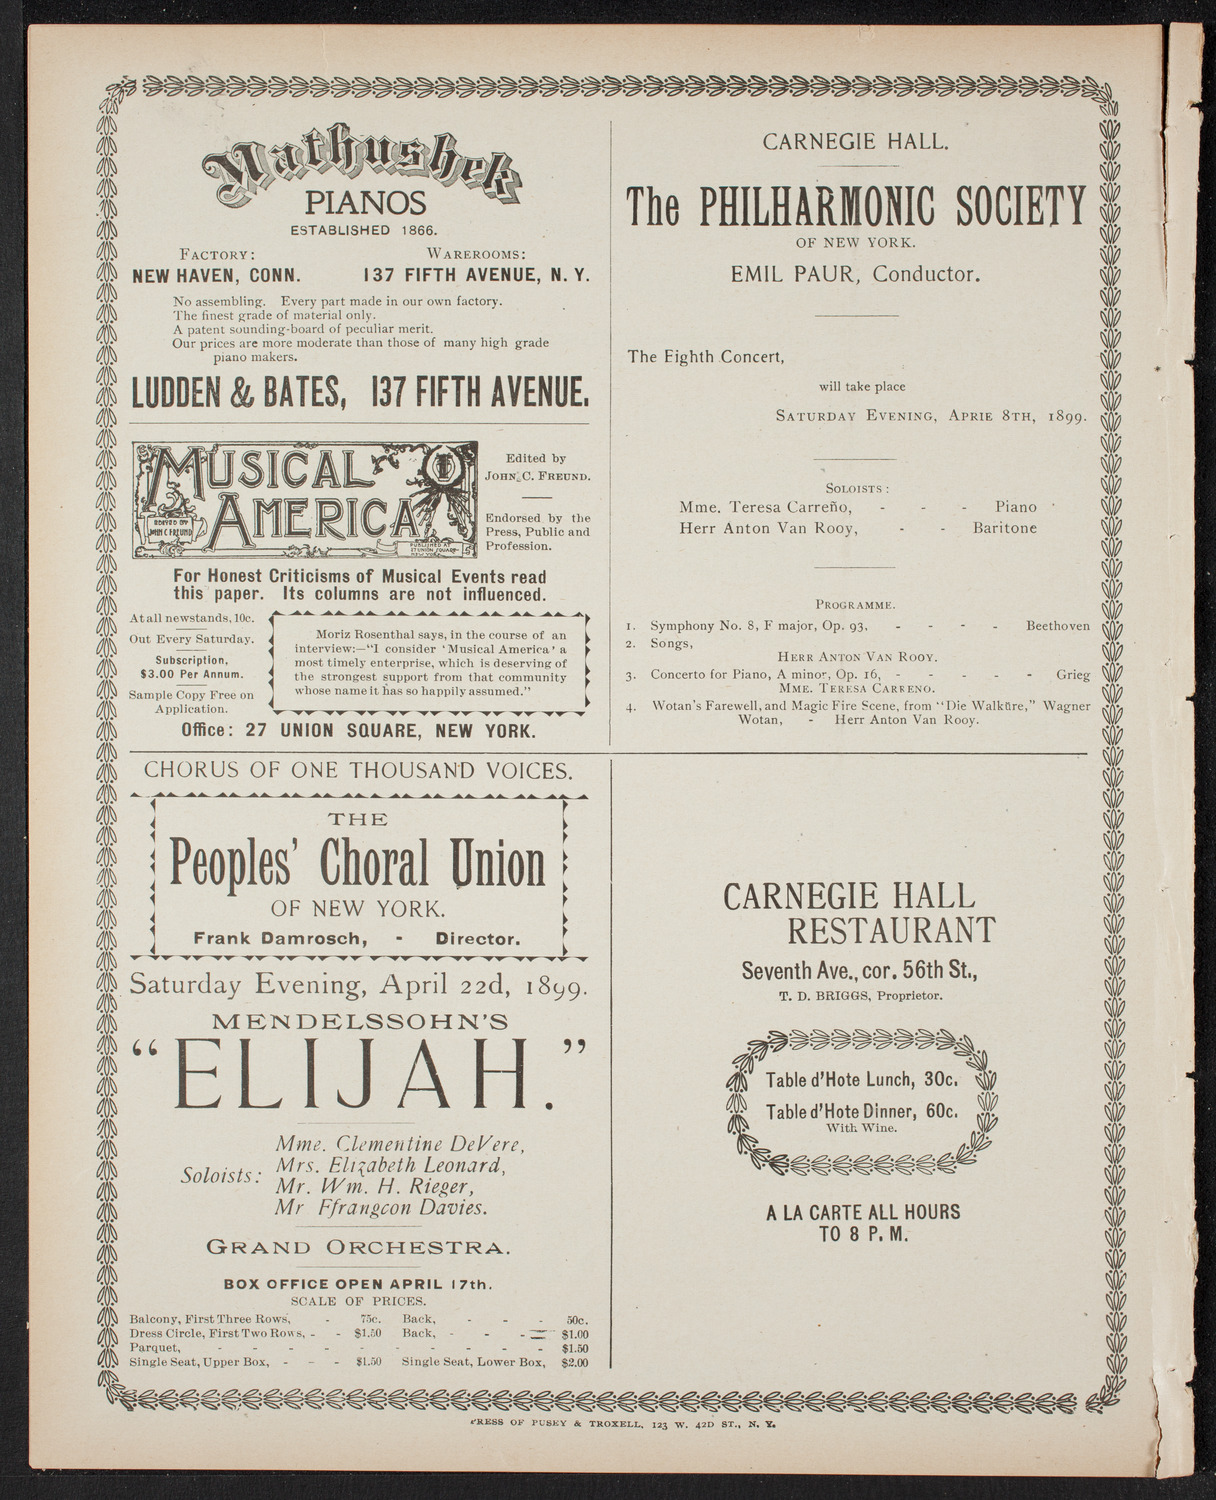 Mathushek
PIANOS
ESTABLISHED 1866.
FACTORY: WAREROOMS:
NEW HAVEN, CONN. 137 FIFTH AVENUE, N. Y.
No assembling. Every part made in our own factory.
The finest grade of material only.
A patent sounding-board of peculiar merit.
Our prices are more moderate than those of many high grade
piano makers.
LUDDEN & BATES, 137 FIFTH AVENUE.
MUSICAL
AMERICA
EDITED BY
JOHN C FREUND
PUBLISHED AT
27 UNION SQUARE
NEW YORK
Edited by
JOHN C. FREUND.
Endorsed by the
Press, Public and
Profession.
For Honest Criticisms of Musical Events read
this paper. Its columns are not influenced.
At all newstands, 10c.
Out Every Saturday.
Subscription,
$3.00 Per Annum.
Sample Copy Free on
Application.
Moriz Rosenthal says, in the course of an
interview:—"I consider 'Musical America' a
most timely enterprise, which is deserving of
the strongest support from that community
whose name it has so happily assumed."
Office: 27 UNION SQUARE, NEW YORK.
CARNEGIE HALL.
The PHILHARMONIC SOCIETY
OF NEW YORK.
EMIL PAUR, Conductor.
The Eighth Concert,
will take place
SATURDAY EVENING, APRIE 8TH, 1899.
SOLOISTS:
Mme. Teresa Carreño, - - - Piano
Herr Anton Van Rooy, - - Baritone
PROGRAMME.
1. Symphony No. 8, F major, Op. 93, - - - - Beethoven
2. Songs,
HERR ANTON VAN ROOY.
3. Concerto for Piano, A minor, Op. 16, - - - - - Grieg
MME. TERESA CARRENO.
4. Wotan's Farewell, and Magic Fire Scene, from "Die Walküre," Wagner
Wotan, - Herr Anton Van Rooy.
CHORUS OF ONE THOUSAND VOICES.
THE
Peoples' Choral Union
OF NEW YORK.
Frank Damrosch, - Director.
Saturday Evening, April 22d, 1899.
MENDELSSOHN'S
"ELIJAH."
Soloists:
Mme. Clementine DeVere,
Mrs. Elizabeth Leonard,
Mr. Wm. H. Rieger,
Mr Ffrangcon Davies.
GRAND ORCHESTRA.
BOX OFFICE OPEN APRIL 17th.
SCALE OF PRICES.
Balcony, First Three Rows, - 75c. Back, - - - 50c.
Dress Circle, First Two Rows, - - $1.50 Back, - - - $1.00
Parquet, - - - - - - - - - - - $1.50
Single Seat, Upper Box, - - - $1.50 Single Seat, Lower Box, $2.00
CARNEGIE HALL
RESTAURANT
Seventh Ave., cor. 56th St.,
T. D. BRIGGS, Proprietor.
Table d'Hote Lunch, 30c.
Table d'Hote Dinner, 60c.
With Wine.
A LA CARTE ALL HOURS
TO 8 P. M.
PRESS OF PUSEY & TROXELL, 123 W. 42D ST., N. Y.